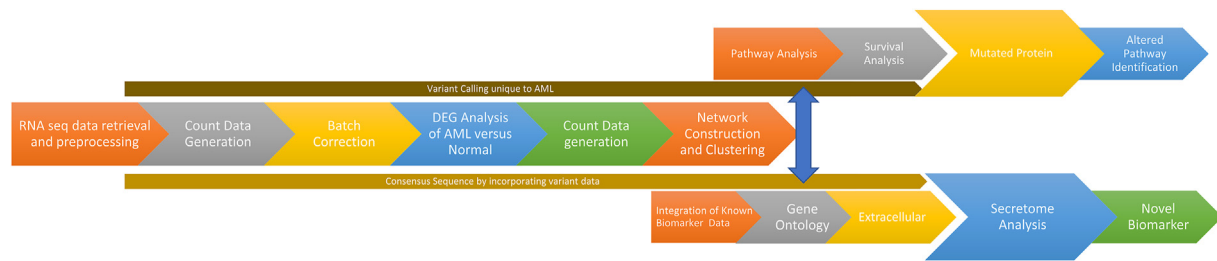 Pathway Analysis
Survival
Analysis
Mutated Protein
Altered
Pathway
Identification
Variant Calling unique to AML
RNA seq data retrieval
and preprocessing
Count Data
Generation
Batch
Correction
DEG Analysis
of AML versus
Normal
Count Data
generation
Network
Construction
and Clustering
Consensus Sequence by incorporating variant data
Integration of Known
Biomarker Data
Gene
Ontology
Extracellular
Secretome
Analysis
Novel
Biomarker